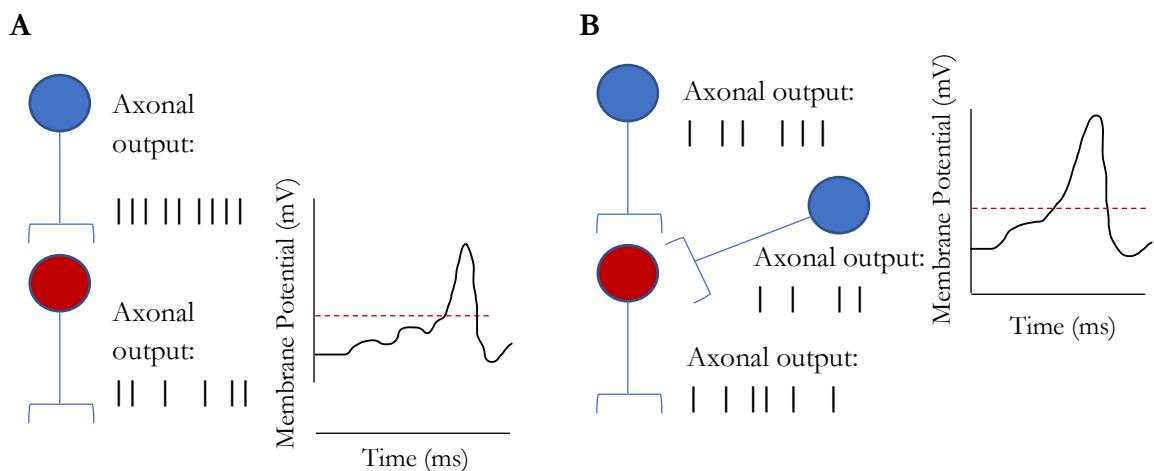 A
Axonal
output:
Axonal
output:
Membrane Potential (mV)
Time (ms)
B
Axonal output:
Axonal output:
Axonal output:
Membrane Potential (mV)
Time (ms)